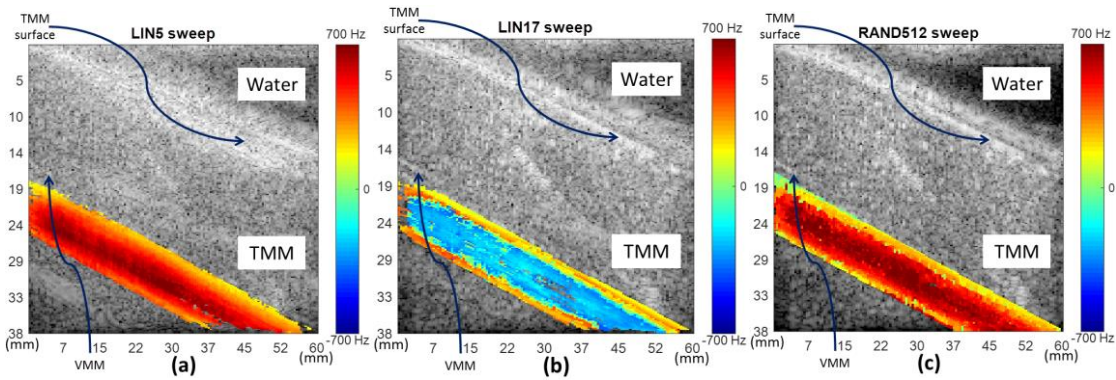 TMM
surface
LIN5 sweep
700 Hz
Water
5
10
14
19
24
29
33
38
0
TMM
-700 Hz
(mm)
7
15
22
30
37
45
52
60
(mm)
VMM
(a)
TMM
surface
LIN17 sweep
700 Hz
Water
5
10
14
19
24
29
33
38
0
TMM
-700 Hz
(mm)
7
15
22
30
37
45
52
60
(mm)
VMM
(b)
TMM
surface
RAND512 sweep
700 Hz
Water
5
10
14
19
24
29
33
38
0
TMM
-700 Hz
(mm)
7
15
22
30
37
45
52
60
(mm)
VMM
(c)